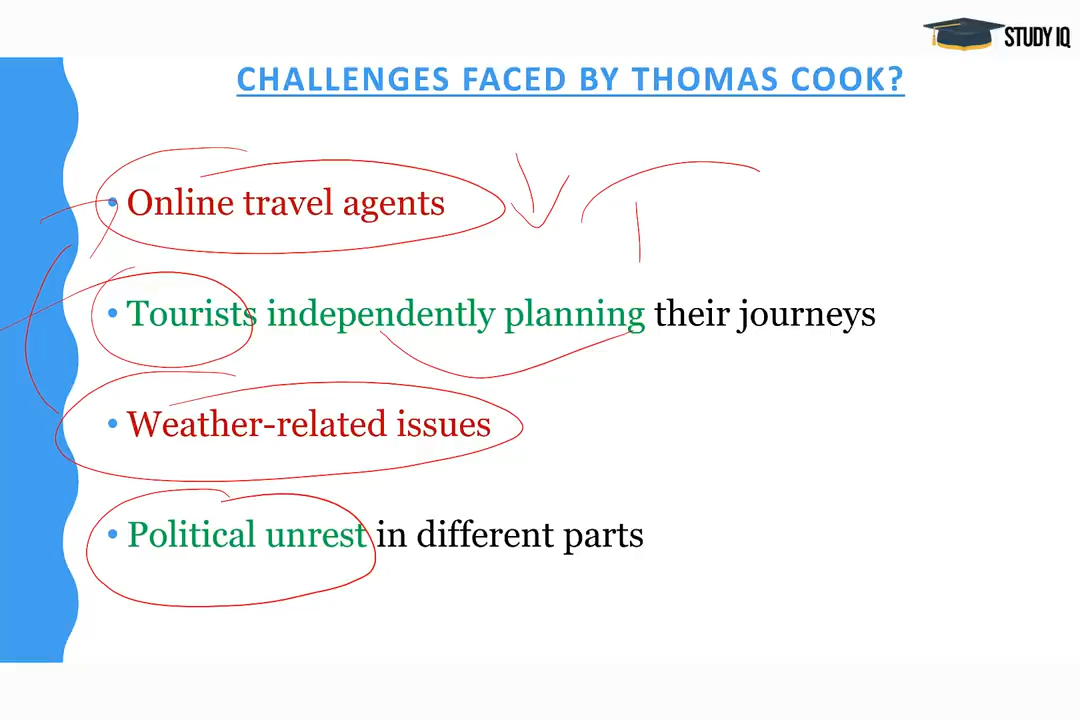 STUDY IQ
CHALLENGES FACED BY THOMAS COOK?
• Online travel agents
• Tourists independently planning their journeys
• Weather-related issues
• Political unrest in different parts